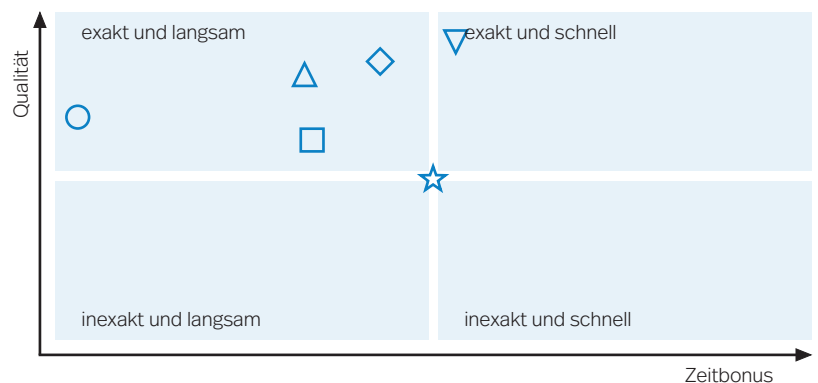 Qualität
exakt und langsam
exakt und schnell
inexakt und langsam
inexakt und schnell
Zeitbonus